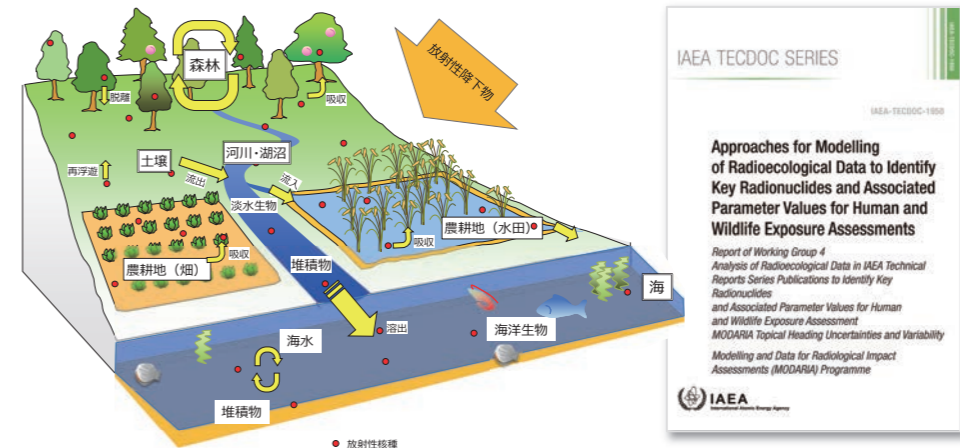 森林
放射性降下物
脱離
吸収
土壌
河川・湖沼
再浮遊
流出
流入
淡水生物
農耕地(水田)
吸収
吸収
農耕地(畑)
堆積物
海
溶出
海洋生物
海水
堆積物
放射性核種
IAEA TECDOC SERIES
IAEA-TECDOC-1950
Approaches for Modelling
of Radioecological Data to Identify
Key Radionuclides and Associated
Parameter Values for Human and
Wildlife Exposure Assessments
Report of Working Group 4
Analysis of Radioecological Data in IAEA Technical
Reports Series Publications to Identify Key
Radionuclides
and Associated Parameter Values for Human
and Wildlife Exposure Assessment
MODARIA Topical Heading Uncertainties and Variability
Modelling and Data for Radiological Impact
Assessments (MODARIA) Programme
IAEA
International Atomic Energy Agency